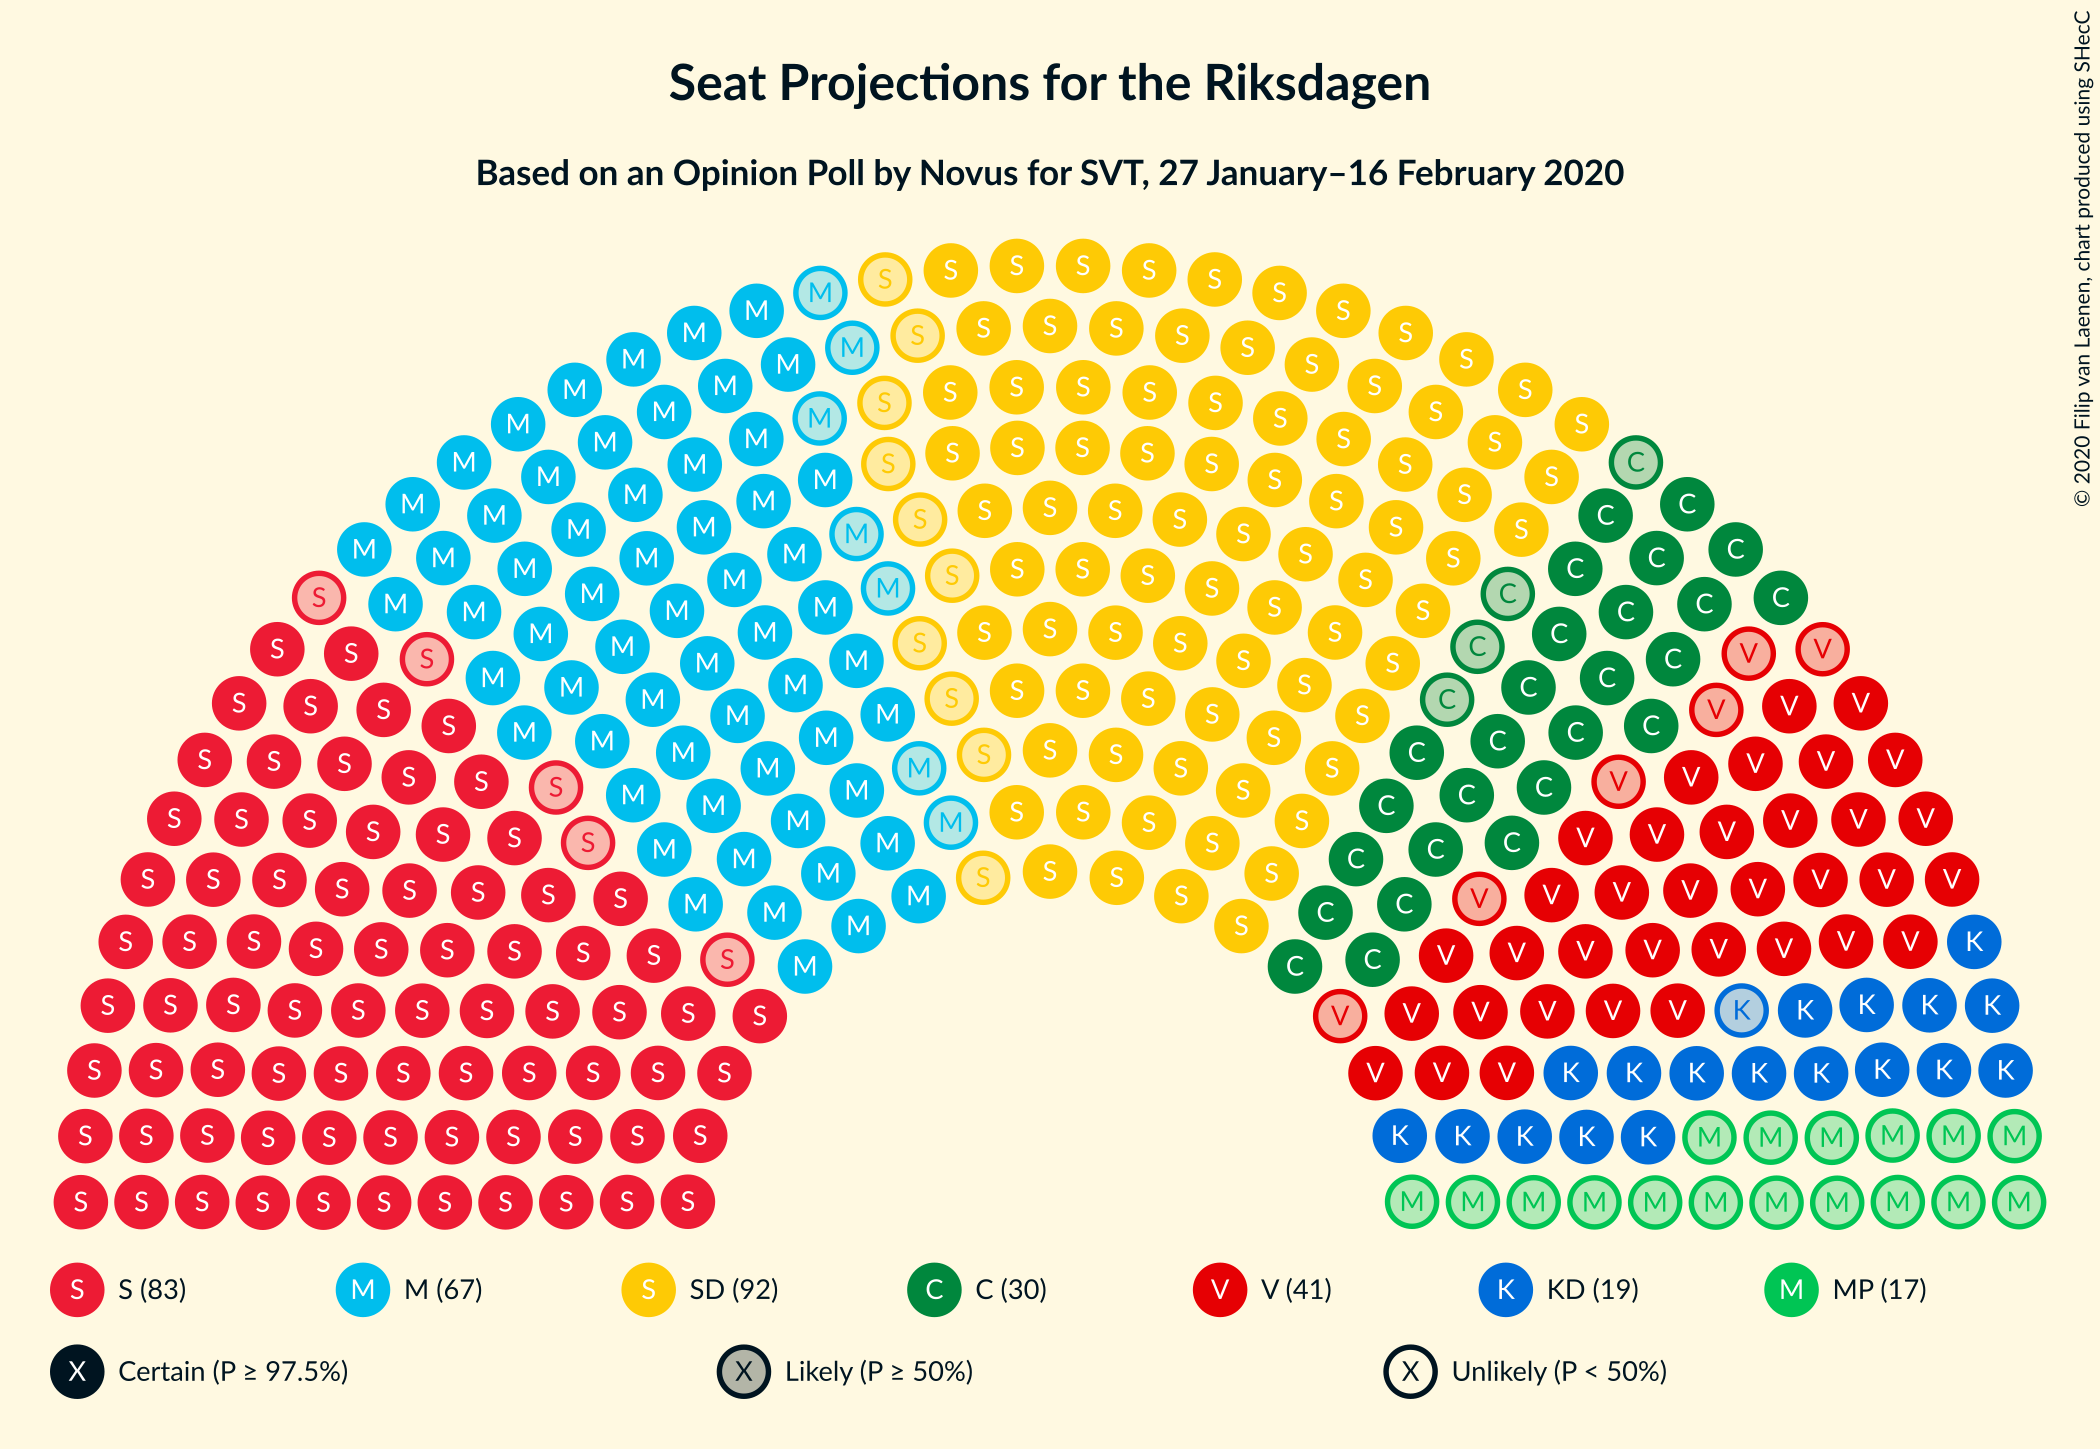 Seat Projections for the Riksdagen
Based on an Opinion Poll by Novus for SVT, 27 January–16 February 2020
© 2020 Filip van Laenen, chart produced using SHecC
S S (83) M M (67) S SD (92) C C (30) V V (41) K KD (19) M MP (17)
X Certain (P ≥ 97.5%) X Likely (P ≥ 50%) X Unlikely (P < 50%)